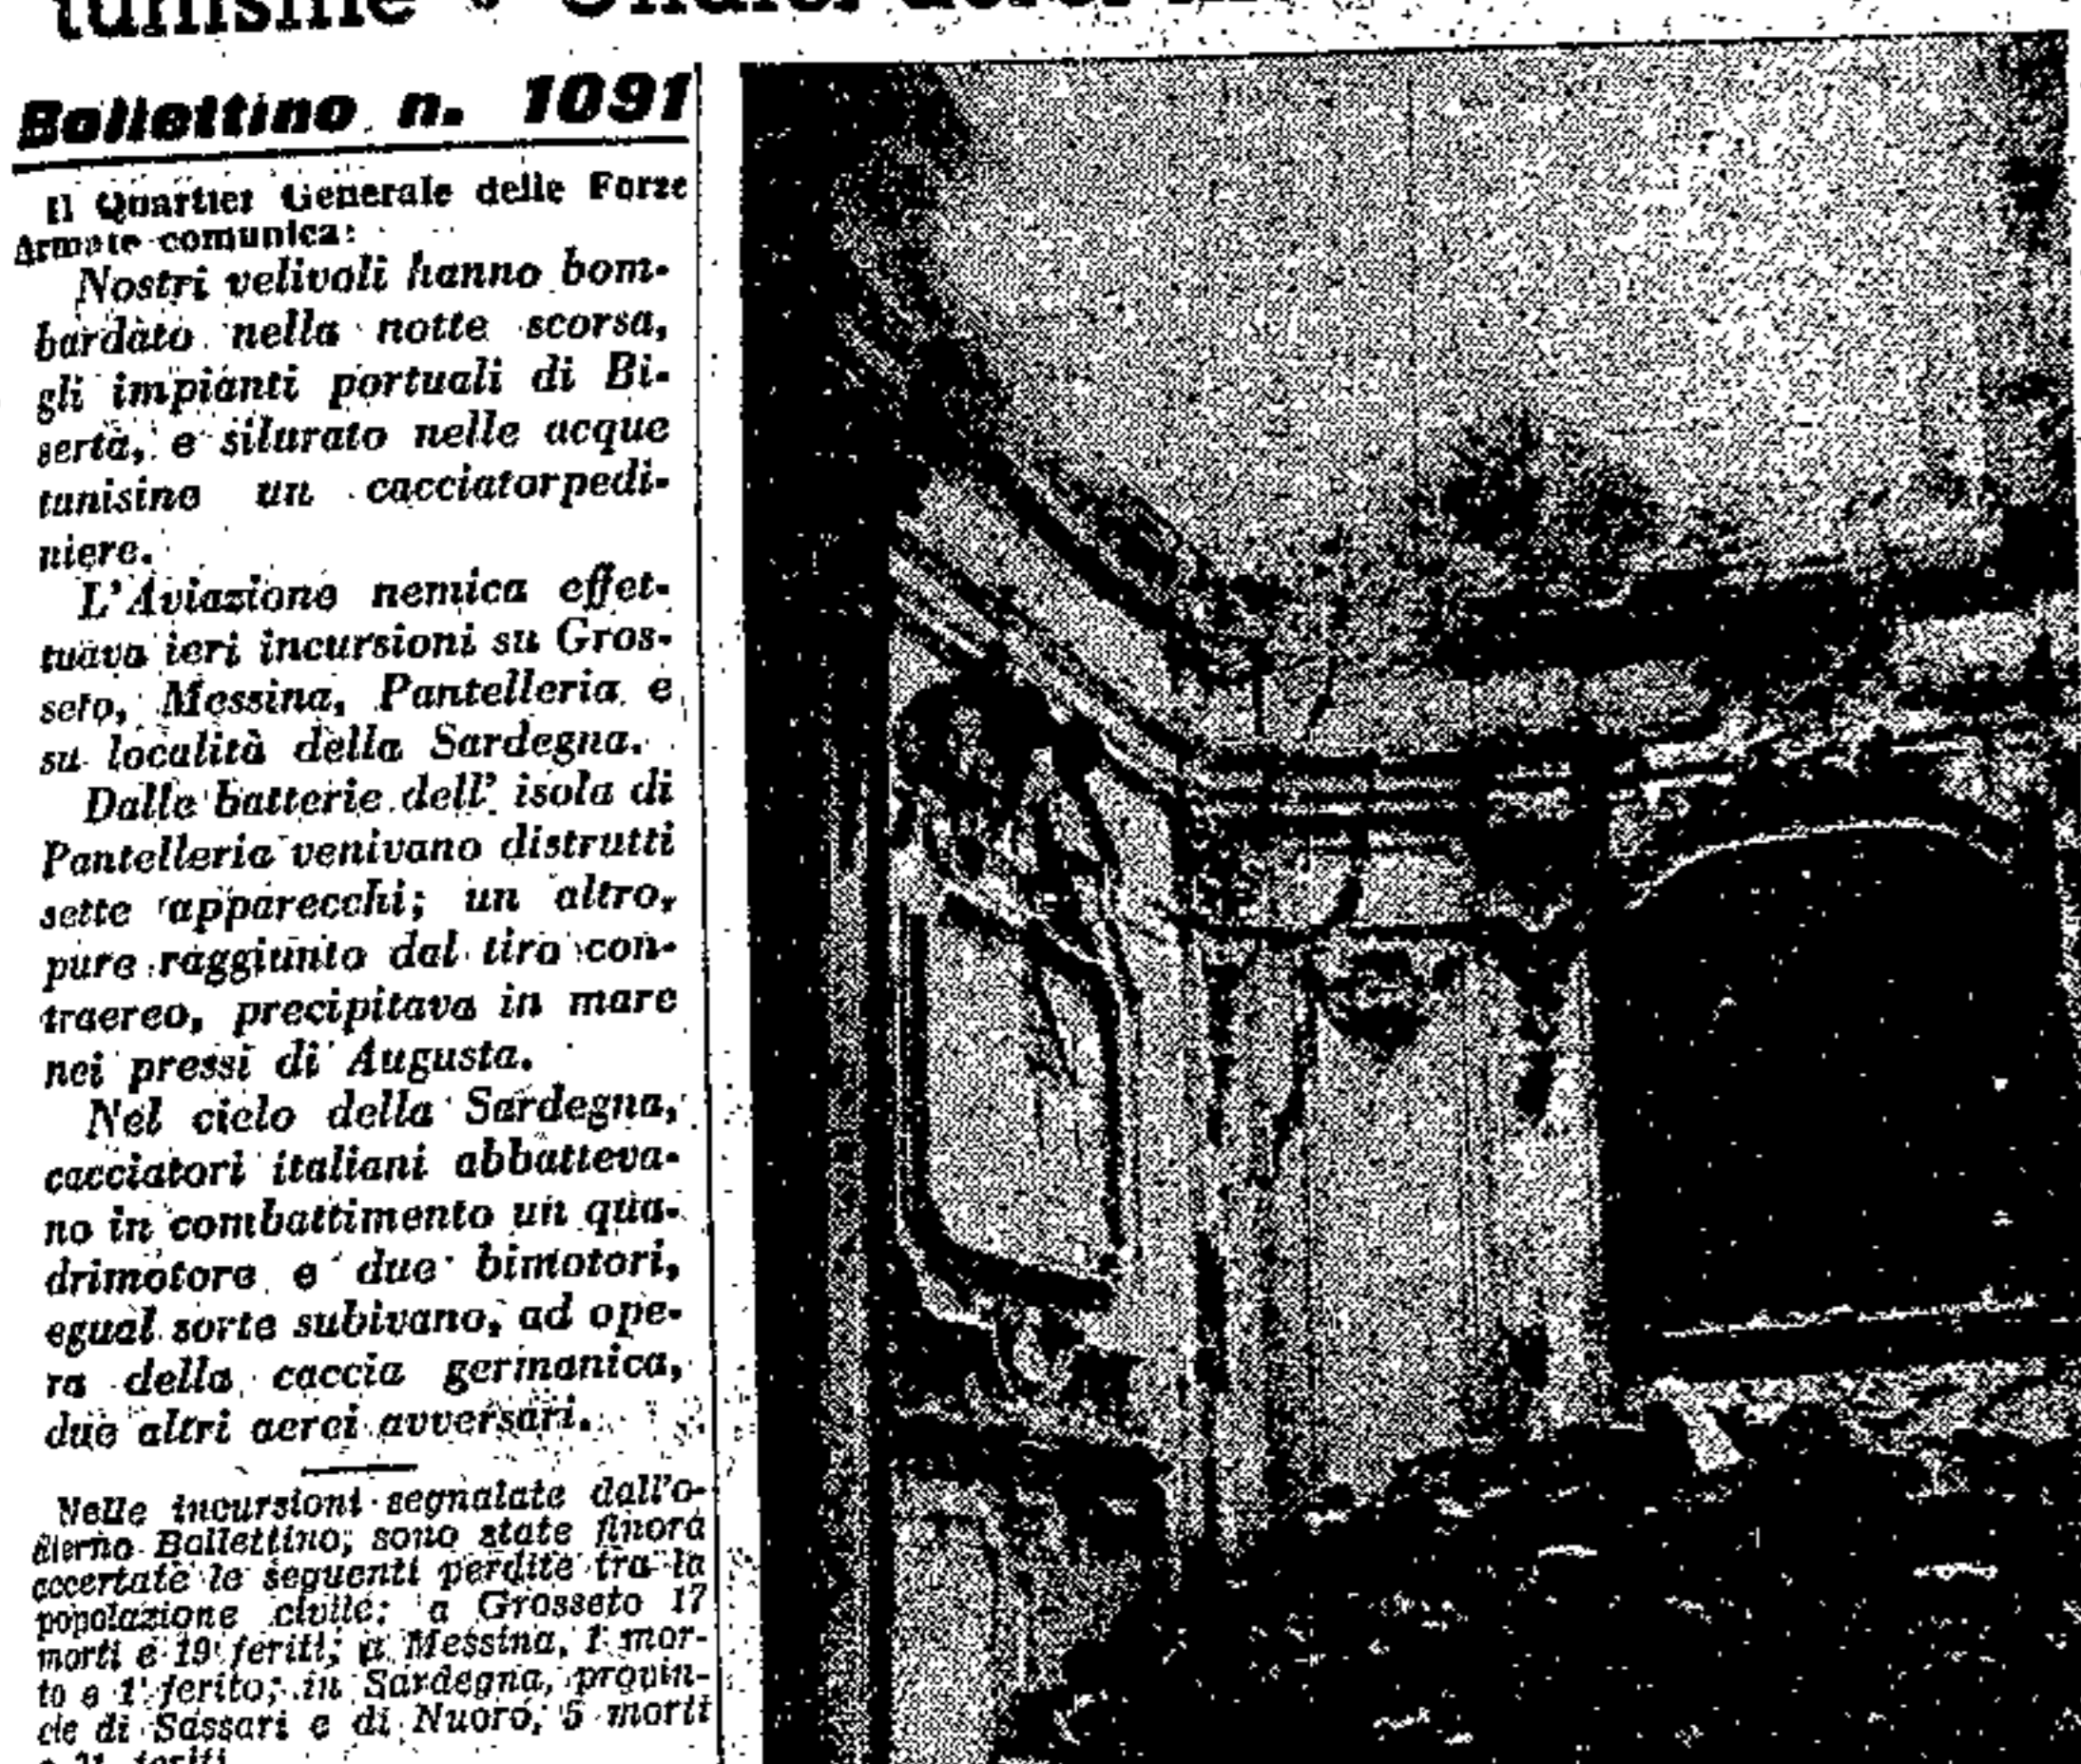 tunisine
Bollettino n. 1091
Il Quartier Generale delle Forze
Armate comunica:
Nostri velivoli hanno bom-
bardato nella notte scorsa,
gli impianti portuali di Bi-
serta, e silurato nelle acque
tunisine un cacciatorpedi-
niere.
L'Aviazione nemica effet-
tuava ieri incursioni su Gros-
seto, Messina, Pantelleria e
su località della Sardegna.
Dalle batterie dell' isola di
Pantelleria venivano distrutti
sette apparecchi; un altro,
pure raggiunto dal tiro con-
traereo, precipitava in mare
nei pressi di Augusta.
Nel cielo della Sardegna,
cacciatori italiani abbatteva-
no in combattimento un qua-
drimotore e due bimotori,
egual sorte subivano, ad ope-
ra della caccia germanica,
due altri aerei avversari.
Nelle incursioni segnalate dall'o-
dierno Bollettino, sono state finora
accertate le seguenti perdite tra la
popolazione civile: a Grosseto 17
morti e 19 feriti; a Messina, 1 mor-
to e 1 ferito; in Sardegna, provin-
cie di Sassari e di Nuoro, 5 morti
feriti